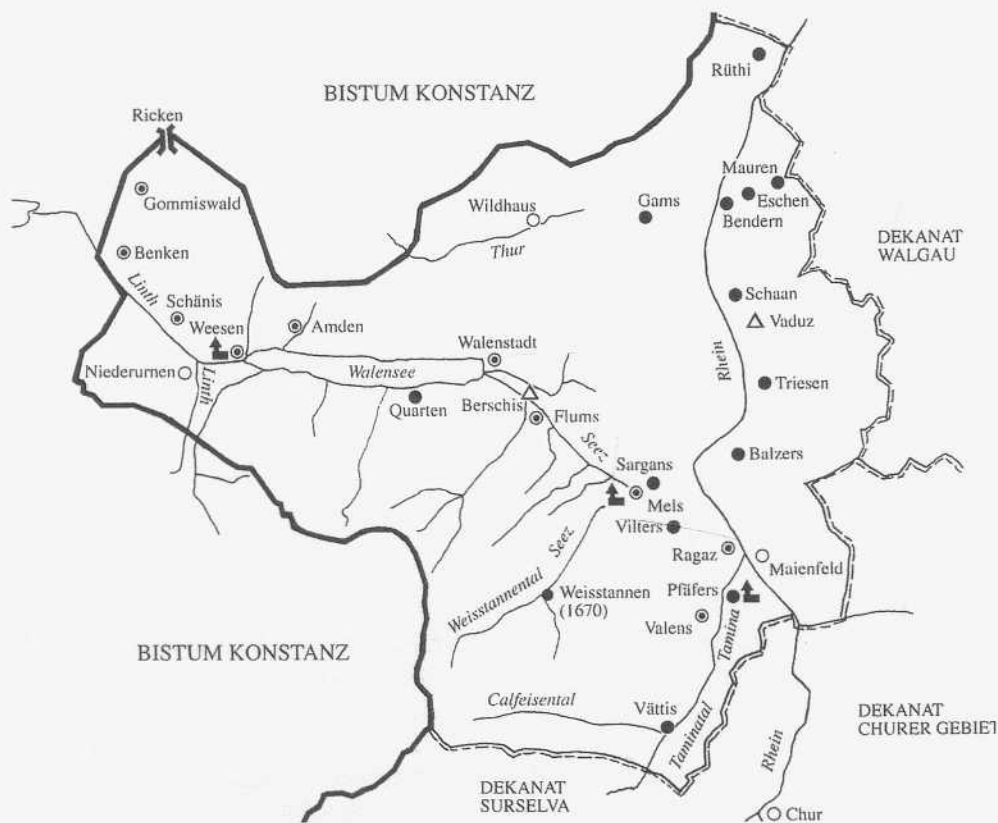 Rüthi
BISTUM KONSTANZ
Ricken
Mauren
Eschen
Bendern
Gommiswald
Wildhaus
Gams
Thur
DEKANAT
WALGAU
Benken
Linth
Schänis
Weesen
Amden
Schaan
Vaduz
Walenstadt
Rhein
Niederurnen
Linth
Walensee
Triesen
Quarten
Berschis
Flums
Seez
Balzers
Sargans
Mels
Vilters
Seez
Ragaz
Maienfeld
Weisstannental
Weisstannen
(1670)
Pfäfers
Valens
Tamina
BISTUM KONSTANZ
Calfeisental
Vättis
Taminatal
Rhein
DEKANAT
CHURER GEBIET
DEKANAT
SURSELVA
Chur